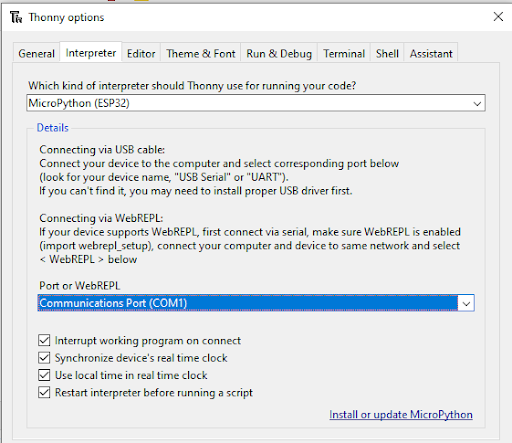 Thonny options
General Interpreter Editor Theme & Font Run & Debug Terminal Shell Assistant
Which kind of interpreter should Thonny use for running your code?
MicroPython (ESP32)
Details
Connecting via USB cable:
Connect your device to the computer and select corresponding port below
(look for your device name, "USB Serial" or "UART").
If you can't find it, you may need to install proper USB driver first.
Connecting via WebREPL:
If your device supports WebREPL, first connect via serial, make sure WebREPL is enabled
(import webrepl_setup), connect your computer and device to same network and select
< WebREPL > below
Port or WebREPL
Communications Port (COM1)
Interrupt working program on connect
Synchronize device's real time clock
Use local time in real time clock
Restart interpreter before running a script
Install or update MicroPython